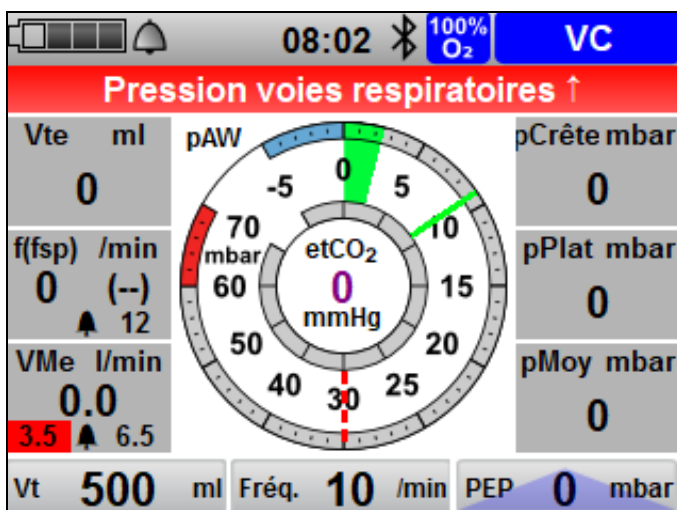 08:02 100% O₂ VC
Pression voies respiratoires ↑
Vte ml
0
f(fsp) /min
0 (--)
12
VMe l/min
0.0
3.5 6.5
pAW
-5 0 5 10 15 20 25 30 40 50 60 70
mbar
etCO₂
0
mmHg
pCrête mbar
0
pPlat mbar
0
pMoy mbar
0
Vt 500 ml
Fréq. 10 /min
PEP 0 mbar